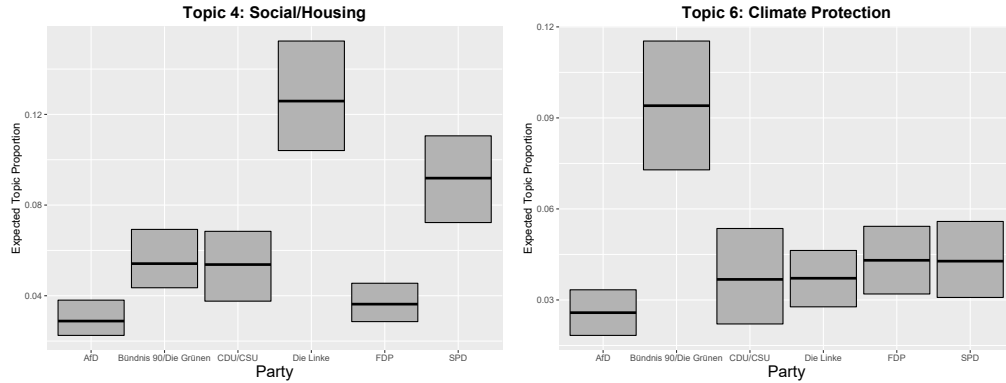 Topic 4: Social/Housing
Expected Topic Proportion
0.12
0.08
0.04
AfD Bündnis 90/Die Grünen CDU/CSU Die Linke FDP SPD
Party
Topic 6: Climate Protection
Expected Topic Proportion
0.12
0.09
0.06
0.03
AfD Bündnis 90/Die Grünen CDU/CSU Die Linke FDP SPD
Party